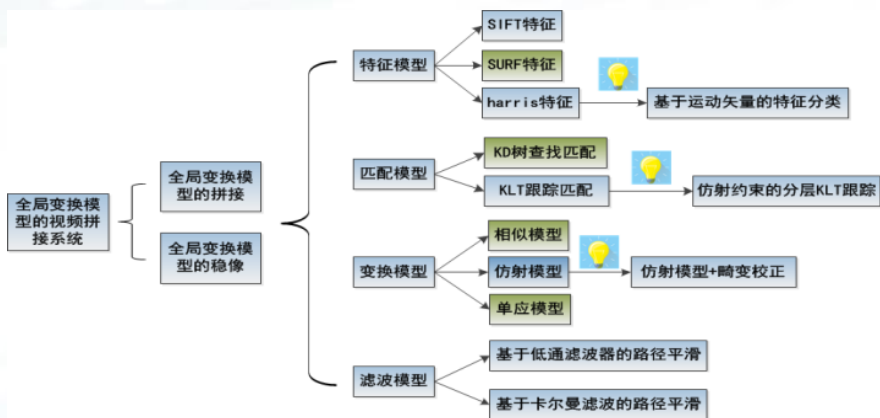 全局变换模
型的视频拼
接系统
全局变换模
型的拼接
全局变换模
型的稳像
特征模型
SIFT特征
SURF特征
harris特征
基于运动矢量的特征分类
匹配模型
KD树查找匹配
KLT跟踪匹配
仿射约束的分层KLT跟踪
变换模型
相似模型
仿射模型
仿射模型+畸变校正
单应模型
滤波模型
基于低通滤波器的路径平滑
基于卡尔曼滤波的路径平滑